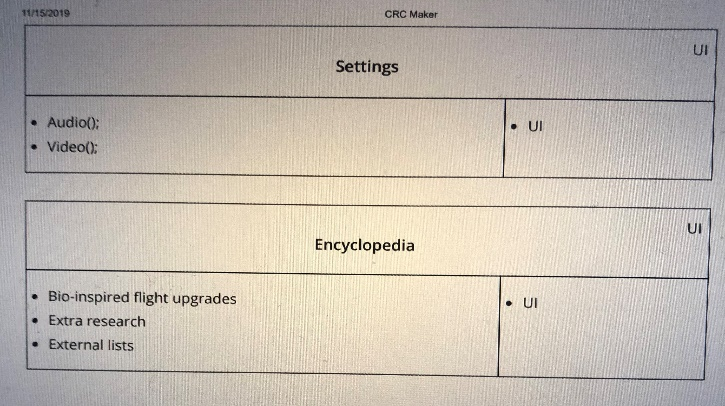 11/15/2019 CRC Maker
UI
Settings
• Audio();
• Video();
• UI
UI
Encyclopedia
• Bio-inspired flight upgrades
• Extra research
• External lists
• UI